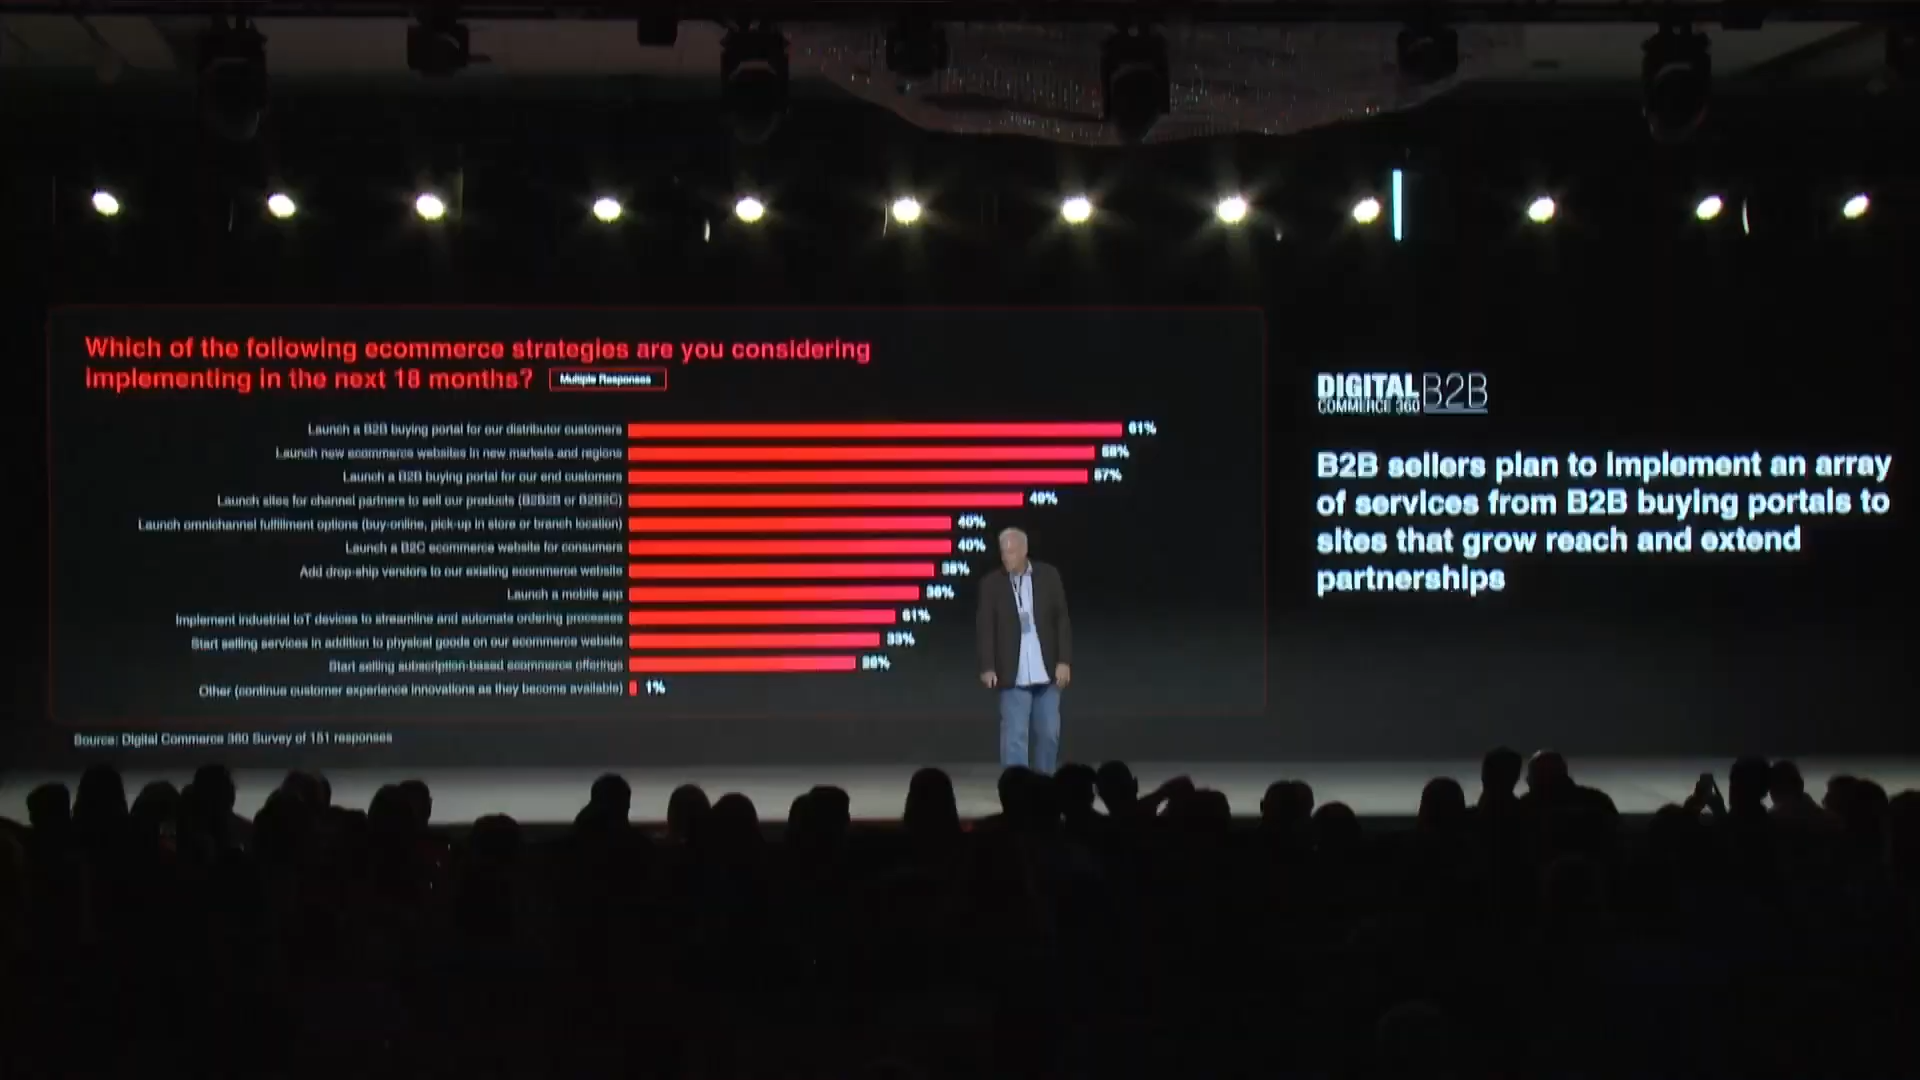 Which of the following ecommerce strategies are you considering
implementing in the next 18 months? Multiple Responses
Launch a B2B buying portal for our distributor customers 61%
Launch new ecommerce websites in new markets and regions 58%
Launch a B2B buying portal for our end customers 57%
Launch sites for channel partners to sell our products (B2B2B or B2B2C) 49%
Launch omnichannel fulfillment options (buy online, pick-up in store or branch location) 40%
Launch a B2C ecommerce website for consumers 40%
Add drop-ship vendors to our existing ecommerce website 38%
Launch a mobile app 36%
Implement industrial IoT devices to streamline and automate ordering processes 61%
Start selling services in addition to physical goods on our ecommerce website 33%
Start selling subscription-based ecommerce offerings
Other (continue customer experience innovations as they become available) 1%
Source: Digital Commerce 360 Survey of 151 responses
DIGITAL B2B
COMMERCE 360
B2B sellers plan to implement an array
of services from B2B buying portals to
sites that grow reach and extend
partnerships